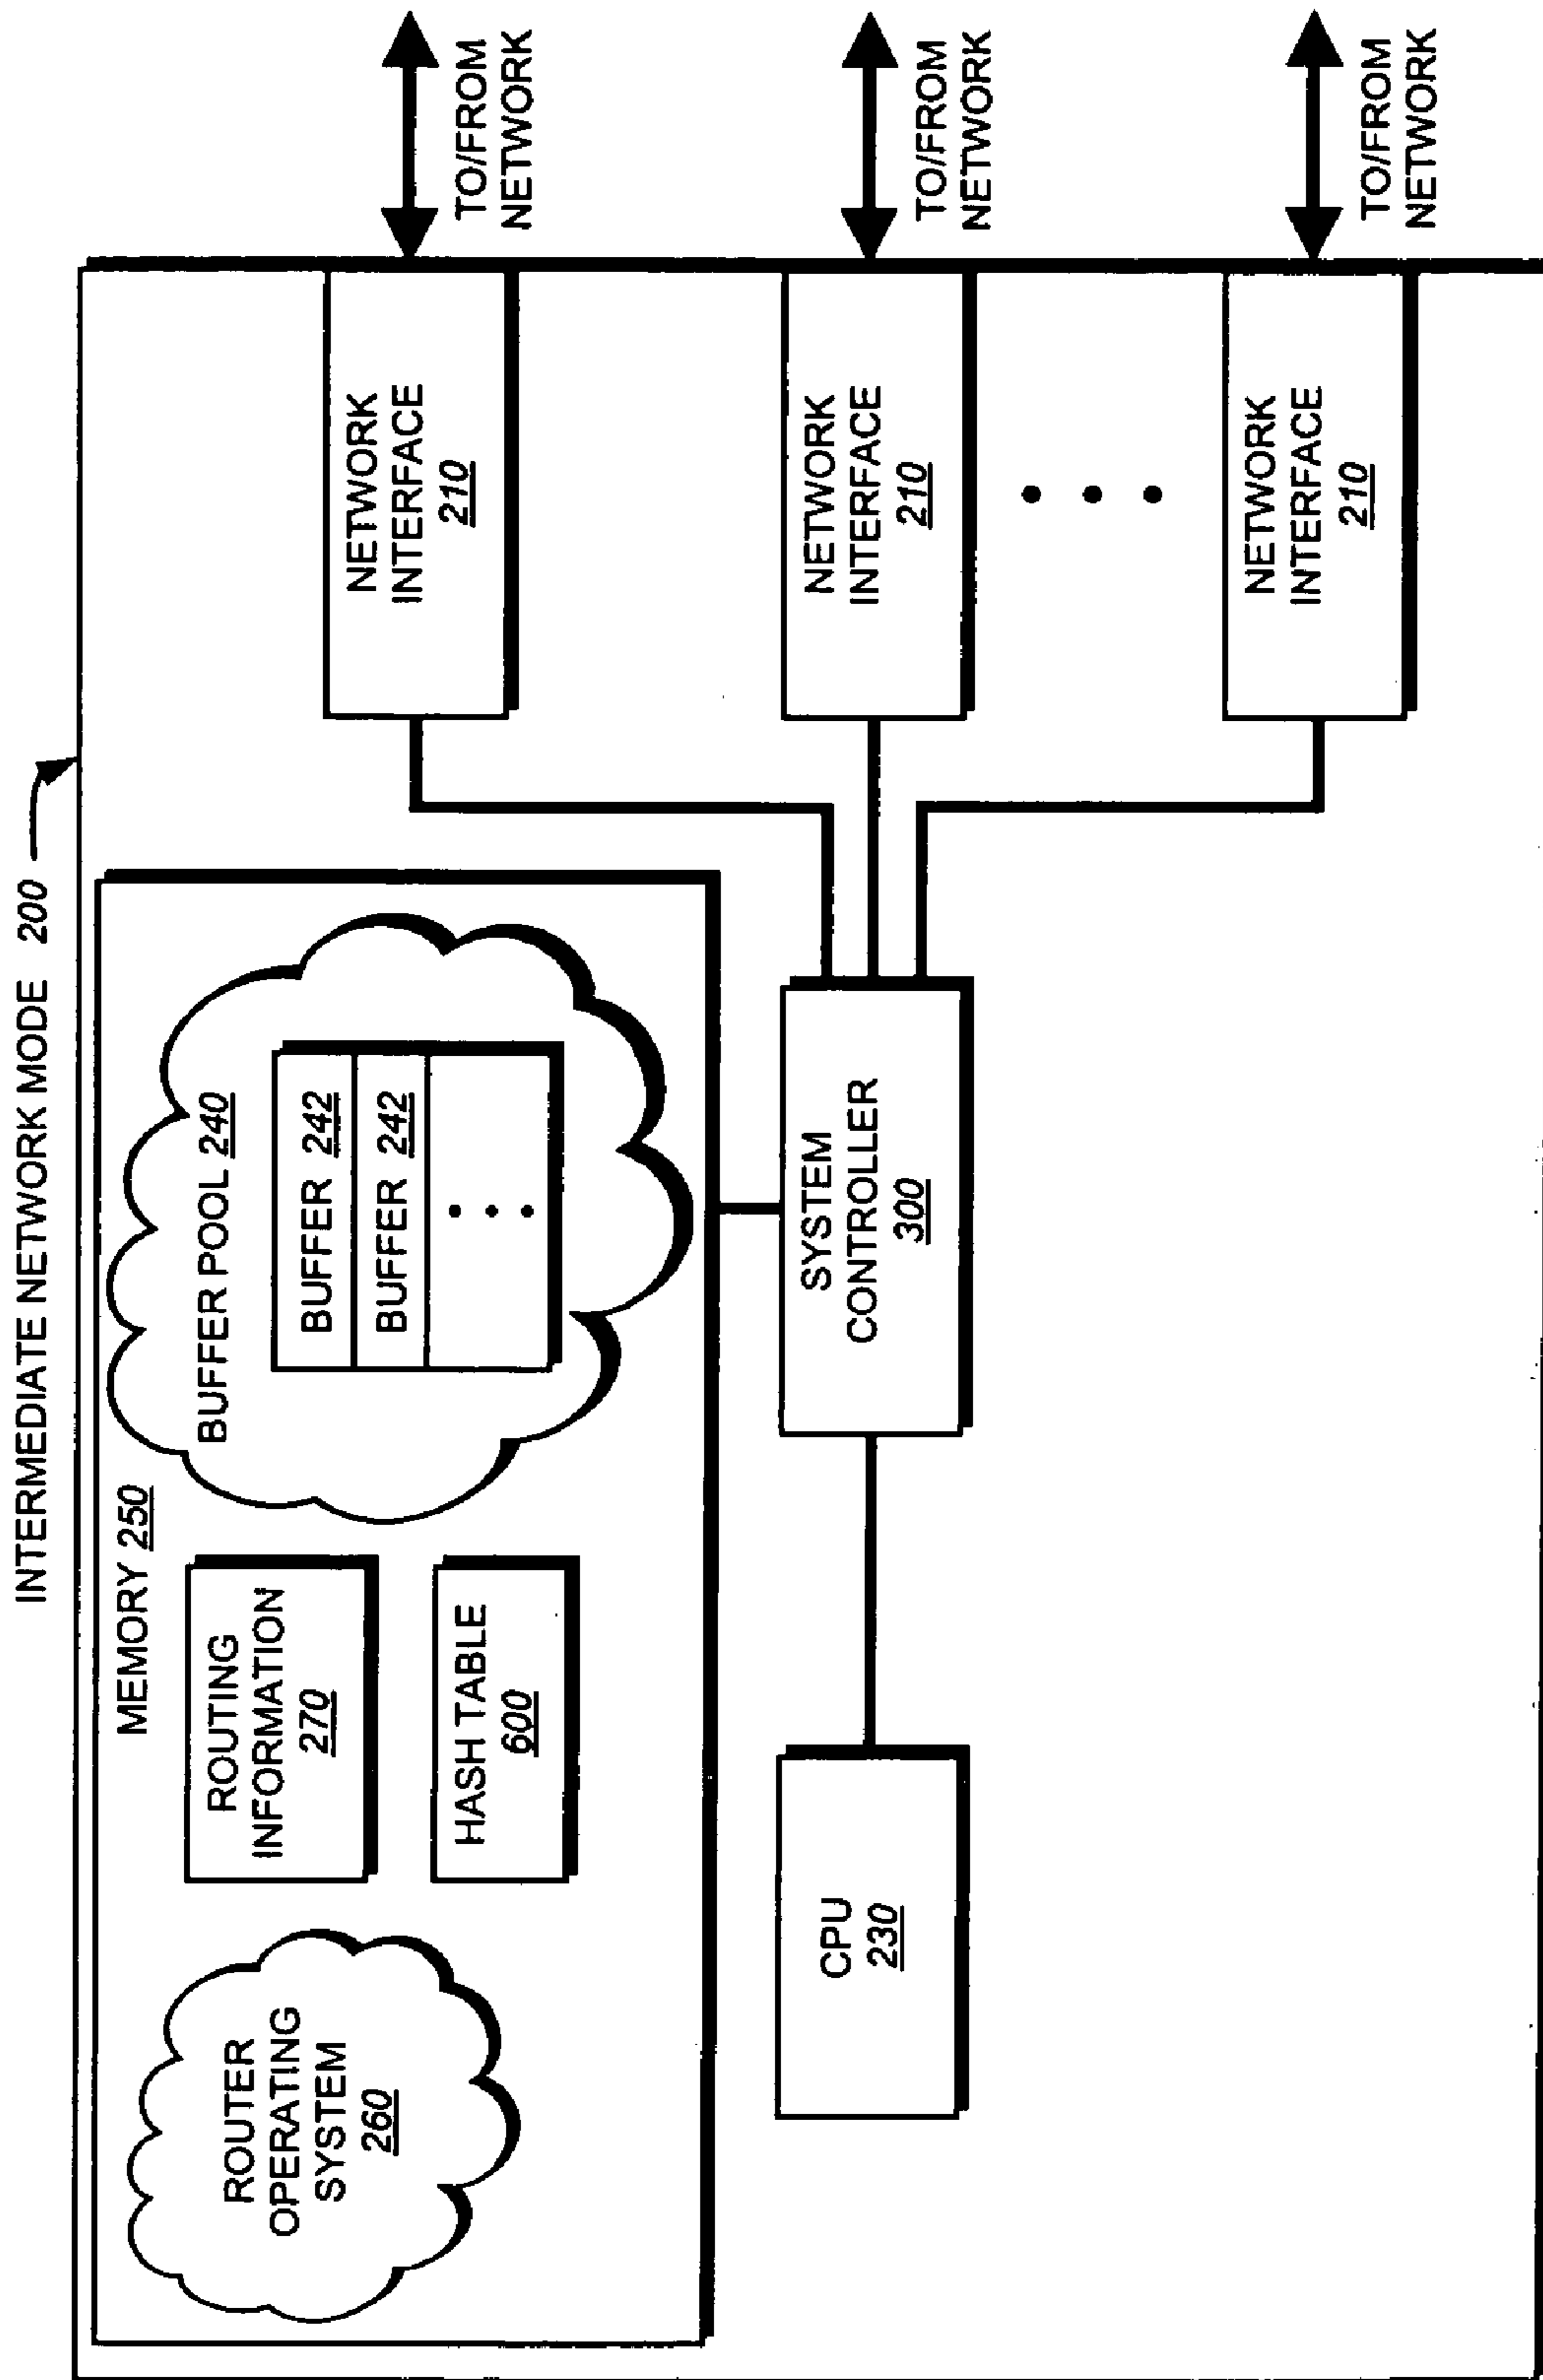 INTERMEDIATE NETWORK MODE 200
MEMORY 250
ROUTER
OPERATING
SYSTEM
260
ROUTING
INFORMATION
270
HASH TABLE
600
BUFFER POOL 240
BUFFER 242
BUFFER 242
CPU
230
SYSTEM
CONTROLLER
300
NETWORK
INTERFACE
210
TO/FROM
NETWORK
NETWORK
INTERFACE
210
TO/FROM
NETWORK
NETWORK
INTERFACE
210
TO/FROM
NETWORK